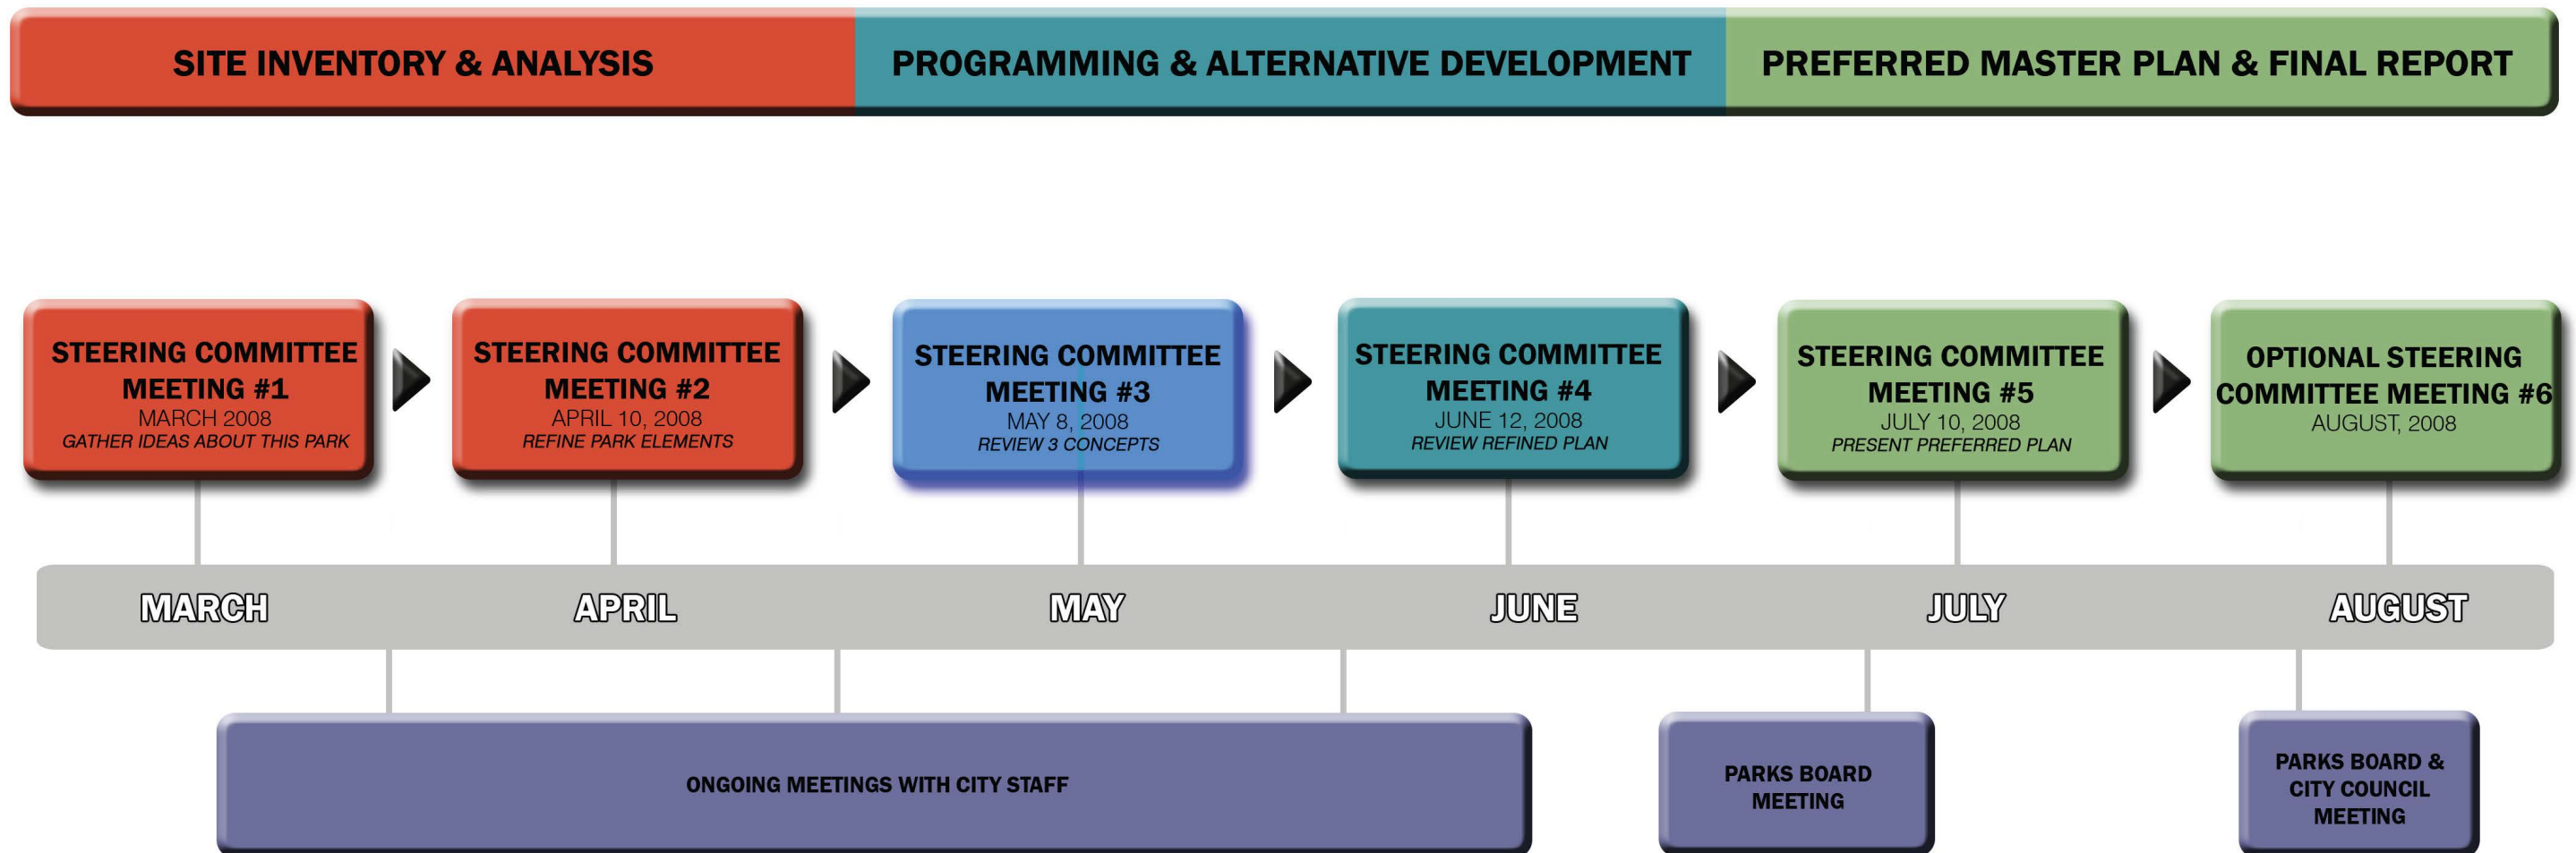 SITE INVENTORY & ANALYSIS
PROGRAMMING & ALTERNATIVE DEVELOPMENT
PREFERRED MASTER PLAN & FINAL REPORT
STEERING COMMITTEE
MEETING #1
MARCH 2008
GATHER IDEAS ABOUT THIS PARK
STEERING COMMITTEE
MEETING #2
APRIL 10, 2008
REFINE PARK ELEMENTS
STEERING COMMITTEE
MEETING #3
MAY 8, 2008
REVIEW 3 CONCEPTS
STEERING COMMITTEE
MEETING #4
JUNE 12, 2008
REVIEW REFINED PLAN
STEERING COMMITTEE
MEETING #5
JULY 10, 2008
PRESENT PREFERRED PLAN
OPTIONAL STEERING
COMMITTEE MEETING #6
AUGUST, 2008
MARCH
APRIL
MAY
JUNE
JULY
AUGUST
ONGOING MEETINGS WITH CITY STAFF
PARKS BOARD
MEETING
PARKS BOARD &
CITY COUNCIL
MEETING